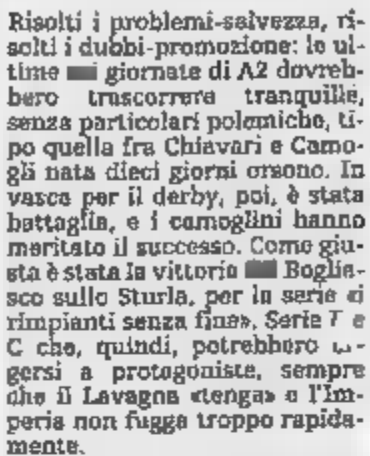 Risolti i problemi-salvezza, ri-
solti i dubbi-promozione: le ul-
time giornate di A2 dovreb-
bero trascorrere tranquille,
senza particolari polemiche, ti-
po quella fra Chiavari e Camo-
gli nata dieci giorni orsono. In
vasca per il derby, poi, è stata
battaglia, e i camoglini hanno
meritato il successo. Come giu-
sta è stata la vittoria Boglia-
sco sullo Sturla, per la serie
rimpianti senza fine». Serie e
C che, quindi, potrebbero
gersi a protagoniste, sempre
che il Lavagna «tenga» e l'Im-
peria non fugga troppo rapida-
mente.